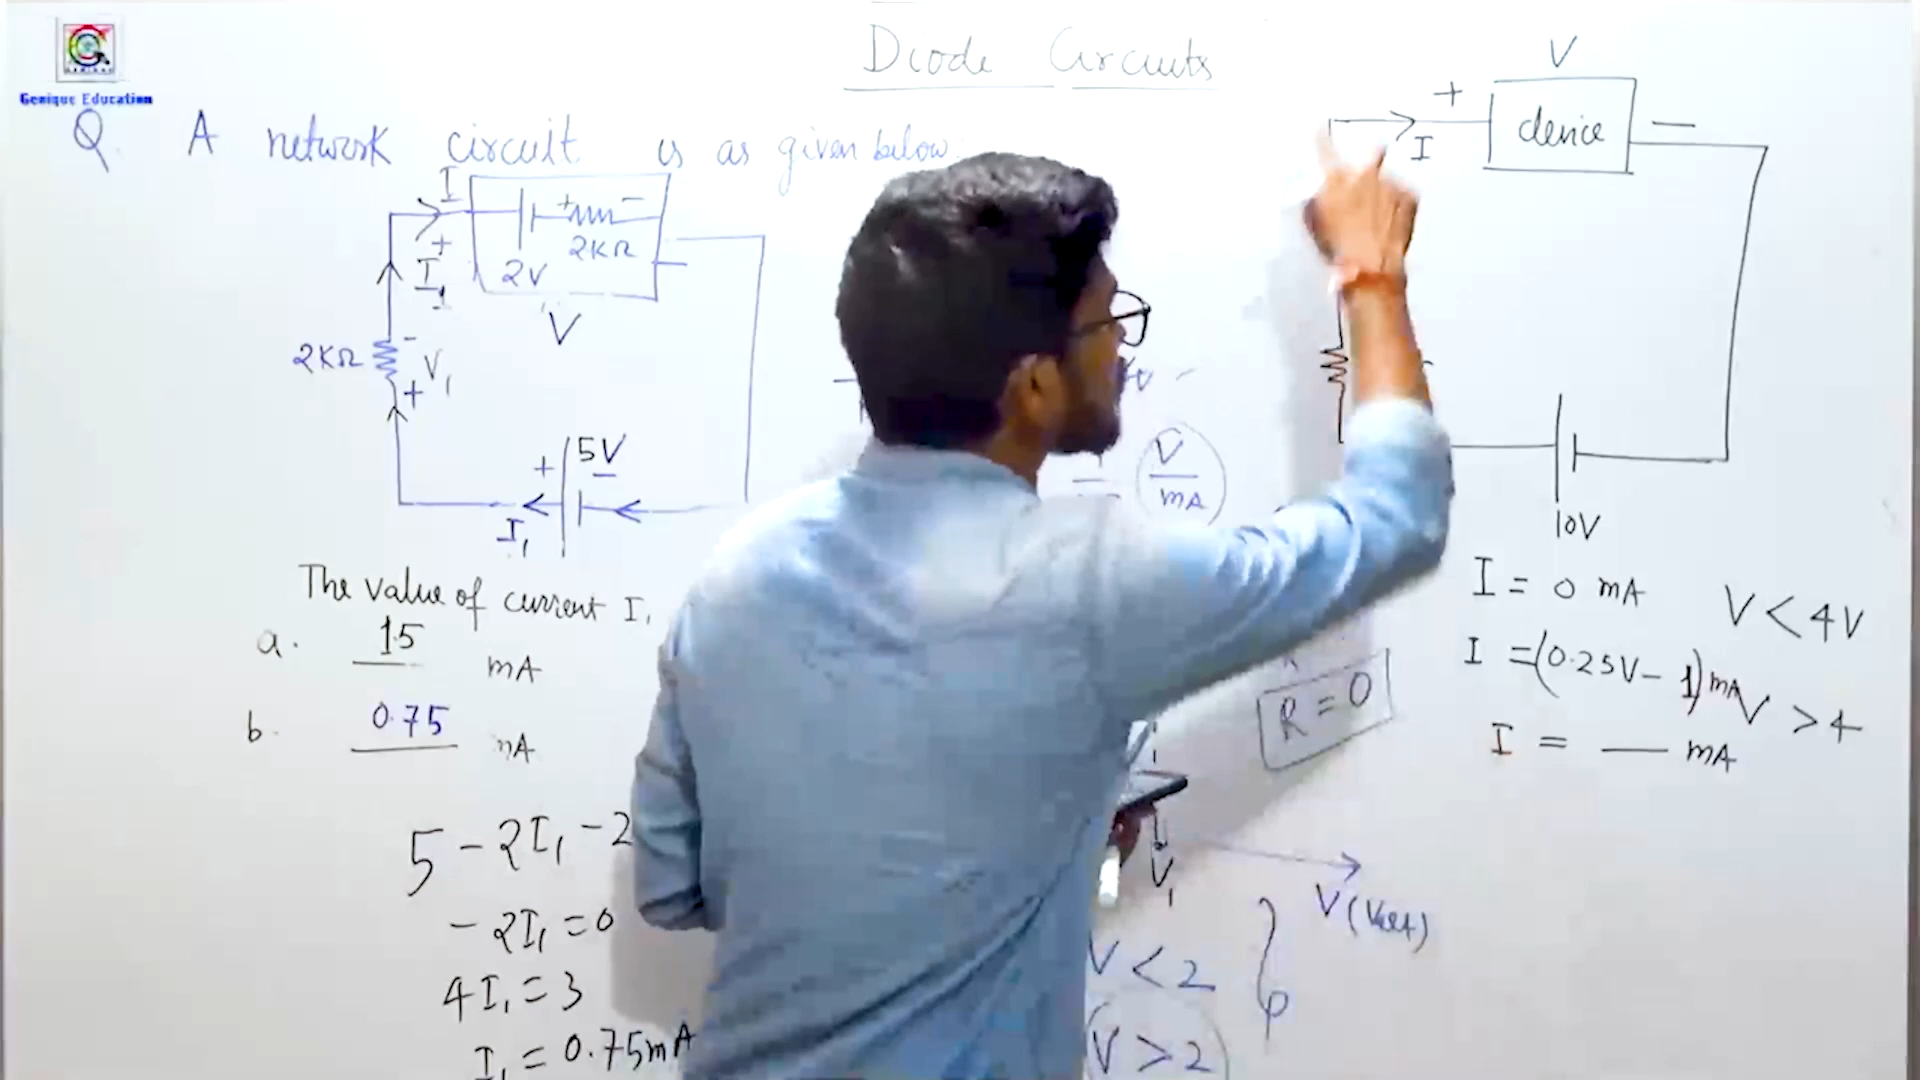 Genique Education
Diode Circuits
Q. A network circuit is as given below
I
+ -
2KΩ
2V
+
I1
V
2KΩ
-
V1
+
+ 5V -
I1
The value of current I1
a. 1.5 mA
b. 0.75 mA
5 - 2I1 - 2
- 2I1 = 0
4I1 = 3
I1 = 0.75mA
V
mA
R = 0
V1
V (Volt)
V < 2
V > 2
V
+ device -
I
10V
I = 0 mA V < 4V
I = (0.25V - 1) mA V > 4
I = — mA